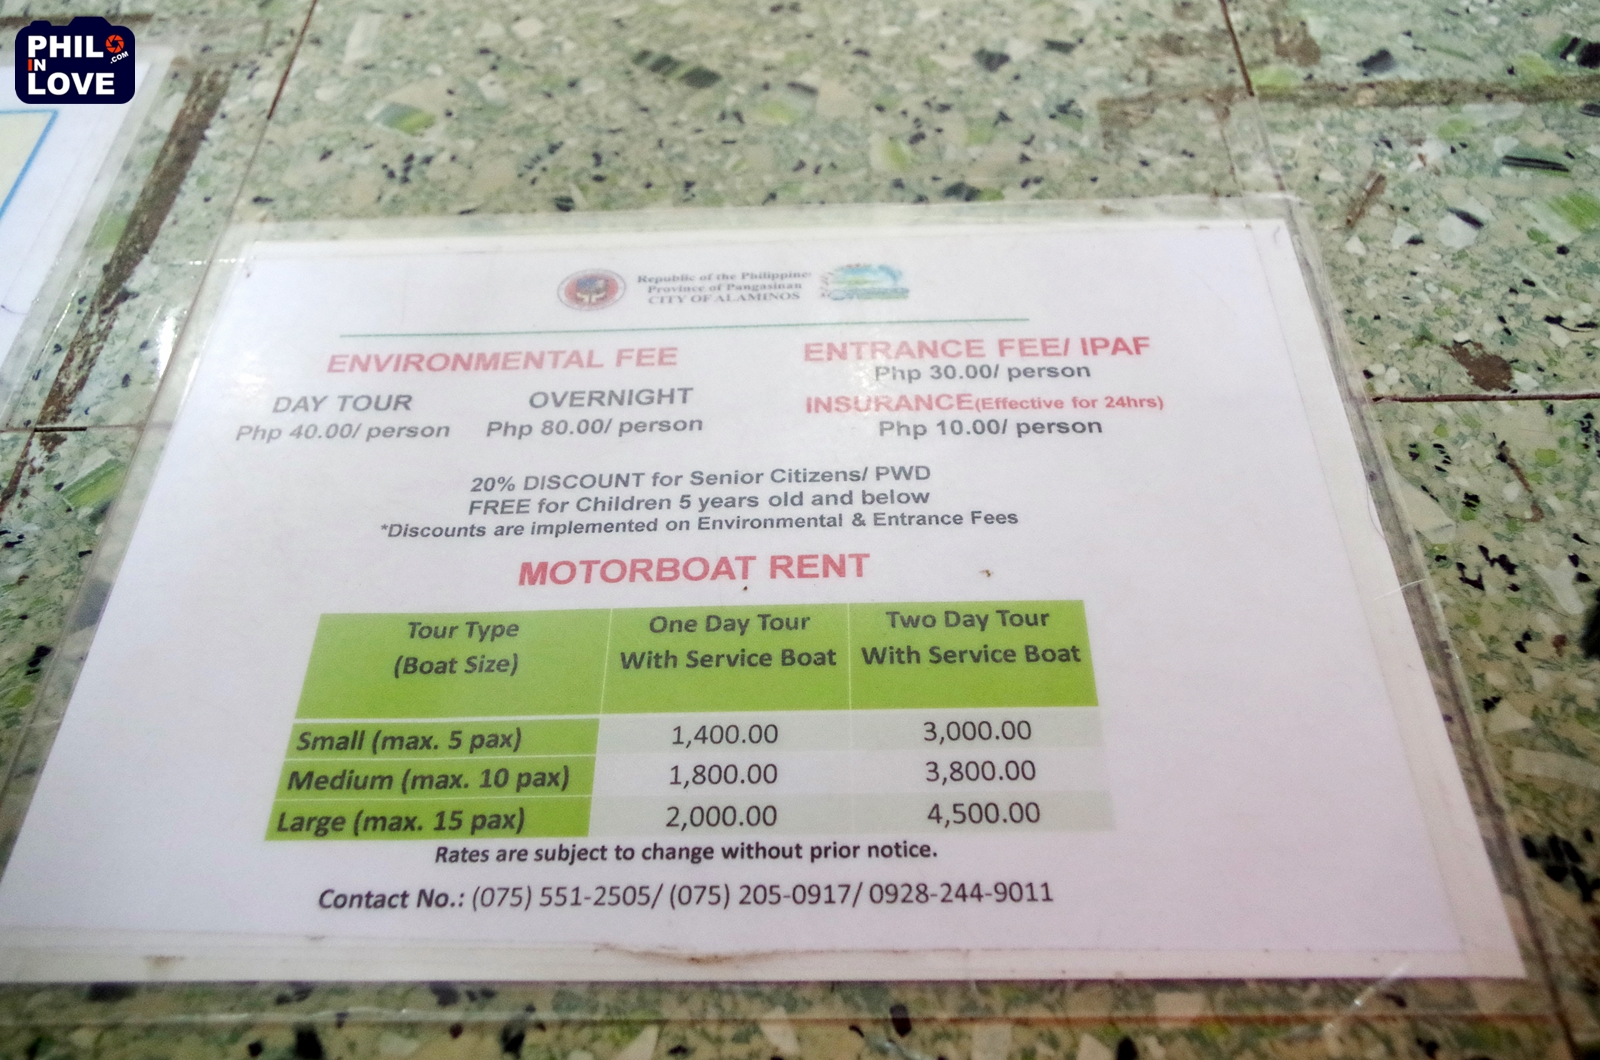 PHIL
IN
.COM
LOVE
Republic of the Philippines
Province of Pangasinan
CITY OF ALAMINOS
ENVIRONMENTAL FEE
DAY TOUR OVERNIGHT
Php 40.00/ person Php 80.00/ person
ENTRANCE FEE/ IPAF
Php 30.00/ person
INSURANCE(Effective for 24hrs)
Php 10.00/ person
20% DISCOUNT for Senior Citizens/ PWD
FREE for Children 5 years old and below
*Discounts are implemented on Environmental & Entrance Fees
MOTORBOAT RENT
Tour Type One Day Tour Two Day Tour
(Boat Size) With Service Boat With Service Boat
Small (max. 5 pax) 1,400.00 3,000.00
Medium (max. 10 pax) 1,800.00 3,800.00
Large (max. 15 pax) 2,000.00 4,500.00
Rates are subject to change without prior notice.
Contact No.: (075) 551-2505/ (075) 205-0917/ 0928-244-9011